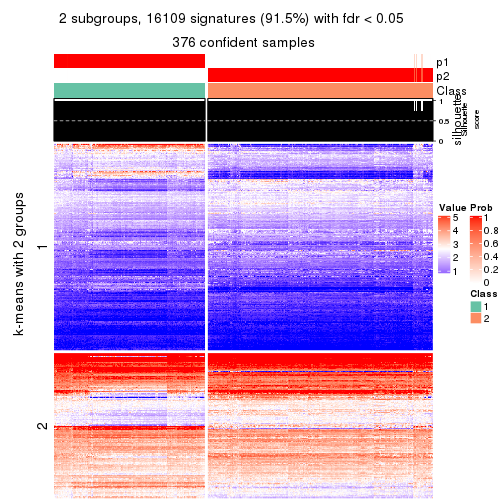 2 subgroups, 16109 signatures (91.5%) with fdr < 0.05
376 confident samples
p1
p2
Class
silhouette
Silhouette
score
1
0.5
0
k-means with 2 groups
1
2
Value
5
4
3
2
1
Prob
1
0.8
0.6
0.4
0.2
0
Class
1
2